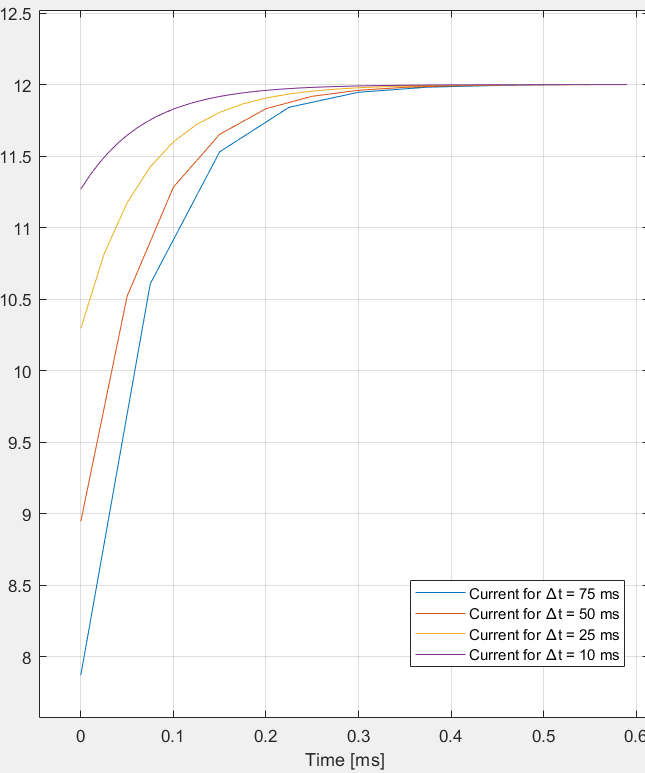 12.5
12
11.5
11
10.5
10
9.5
9
8.5
8
0 0.1 0.2 0.3 0.4 0.5 0.6
Time [ms]
Current for Δt = 75 ms
Current for Δt = 50 ms
Current for Δt = 25 ms
Current for Δt = 10 ms